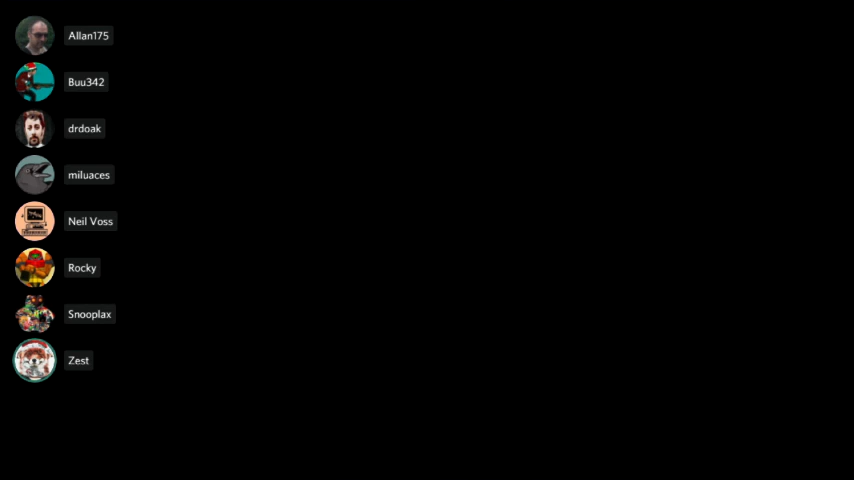 Allan175
Buu342
drdoak
miluaces
Neil Voss
Rocky
Snooplax
Zest